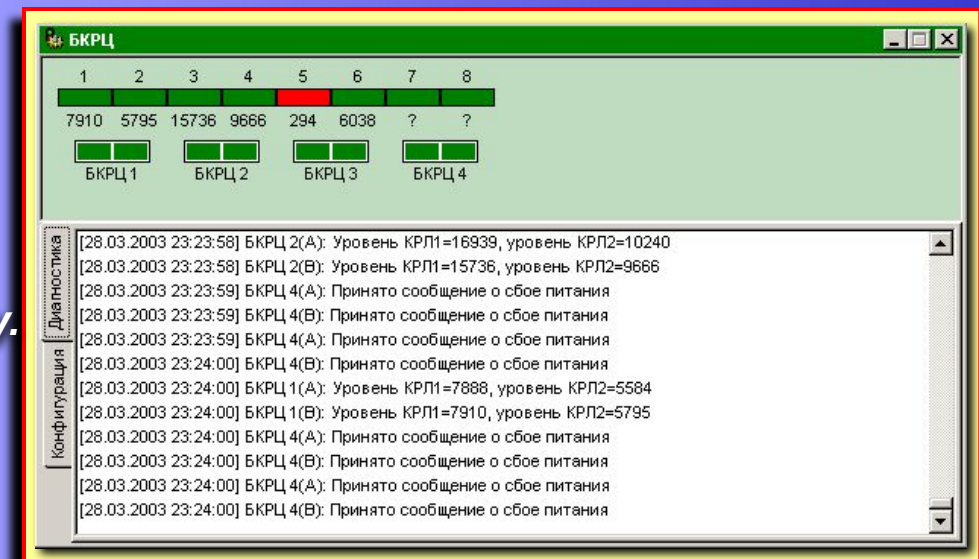 БКРЦ
1 2 3 4 5 6 7 8
7910 5795 15736 9666 294 6038 ? ?
БКРЦ 1 БКРЦ 2 БКРЦ 3 БКРЦ 4
Диагностика
Конфигурация
[28.03.2003 23:23:58] БКРЦ 2(A): Уровень КРЛ1=16939, уровень КРЛ2=10240
[28.03.2003 23:23:58] БКРЦ 2(B): Уровень КРЛ1=15736, уровень КРЛ2=9666
[28.03.2003 23:23:59] БКРЦ 4(A): Принято сообщение о сбое питания
[28.03.2003 23:23:59] БКРЦ 4(B): Принято сообщение о сбое питания
[28.03.2003 23:23:59] БКРЦ 4(A): Принято сообщение о сбое питания
[28.03.2003 23:24:00] БКРЦ 4(B): Принято сообщение о сбое питания
[28.03.2003 23:24:00] БКРЦ 1(A): Уровень КРЛ1=7888, уровень КРЛ2=5584
[28.03.2003 23:24:00] БКРЦ 1(B): Уровень КРЛ1=7910, уровень КРЛ2=5795
[28.03.2003 23:24:00] БКРЦ 4(A): Принято сообщение о сбое питания
[28.03.2003 23:24:00] БКРЦ 4(B): Принято сообщение о сбое питания
[28.03.2003 23:24:00] БКРЦ 4(A): Принято сообщение о сбое питания
[28.03.2003 23:24:00] БКРЦ 4(B): Принято сообщение о сбое питания